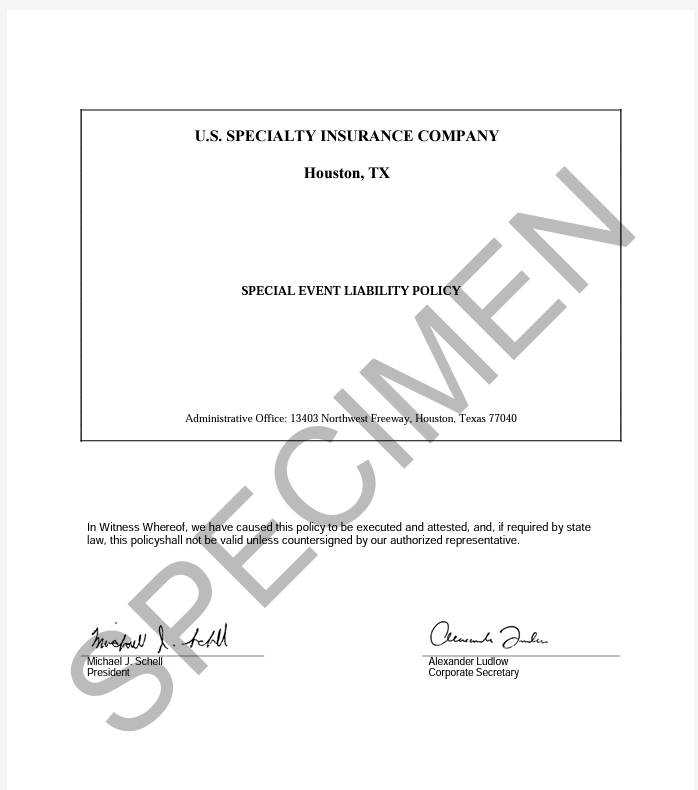 U.S. SPECIALTY INSURANCE COMPANY
Houston, TX
SPECIAL EVENT LIABILITY POLICY
Administrative Office: 13403 Northwest Freeway, Houston, Texas 77040
SPECIMEN
In Witness Whereof, we have caused this policy to be executed and attested, and, if required by state
law, this policyshall not be valid unless countersigned by our authorized representative.
Michael J. Schell
Michael J. Schell
President
Alexander Ludlow
Corporate Secretary